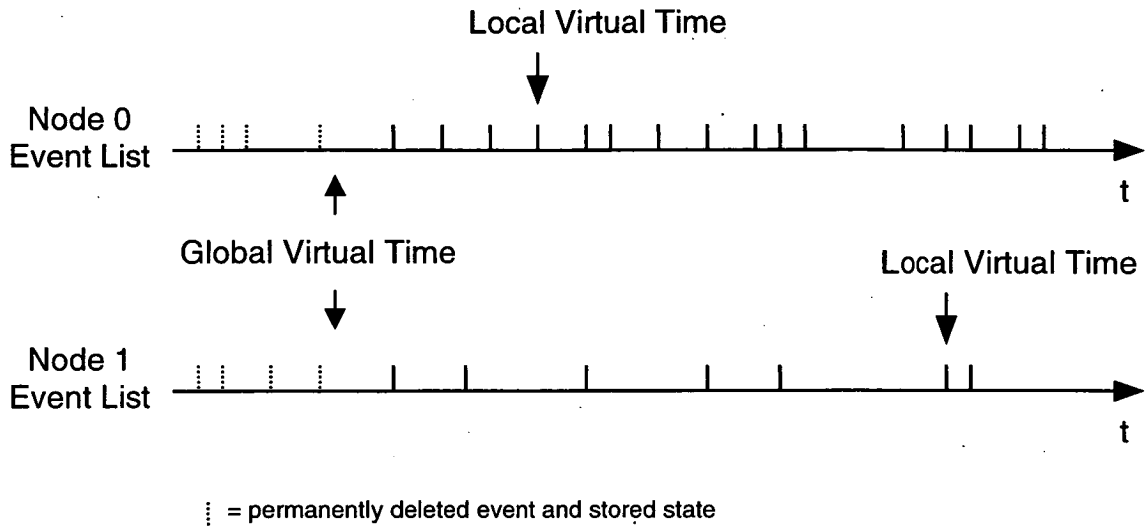 Local Virtual Time
Node 0
Event List
t
Global Virtual Time
Local Virtual Time
Node 1
Event List
t
= permanently deleted event and stored state